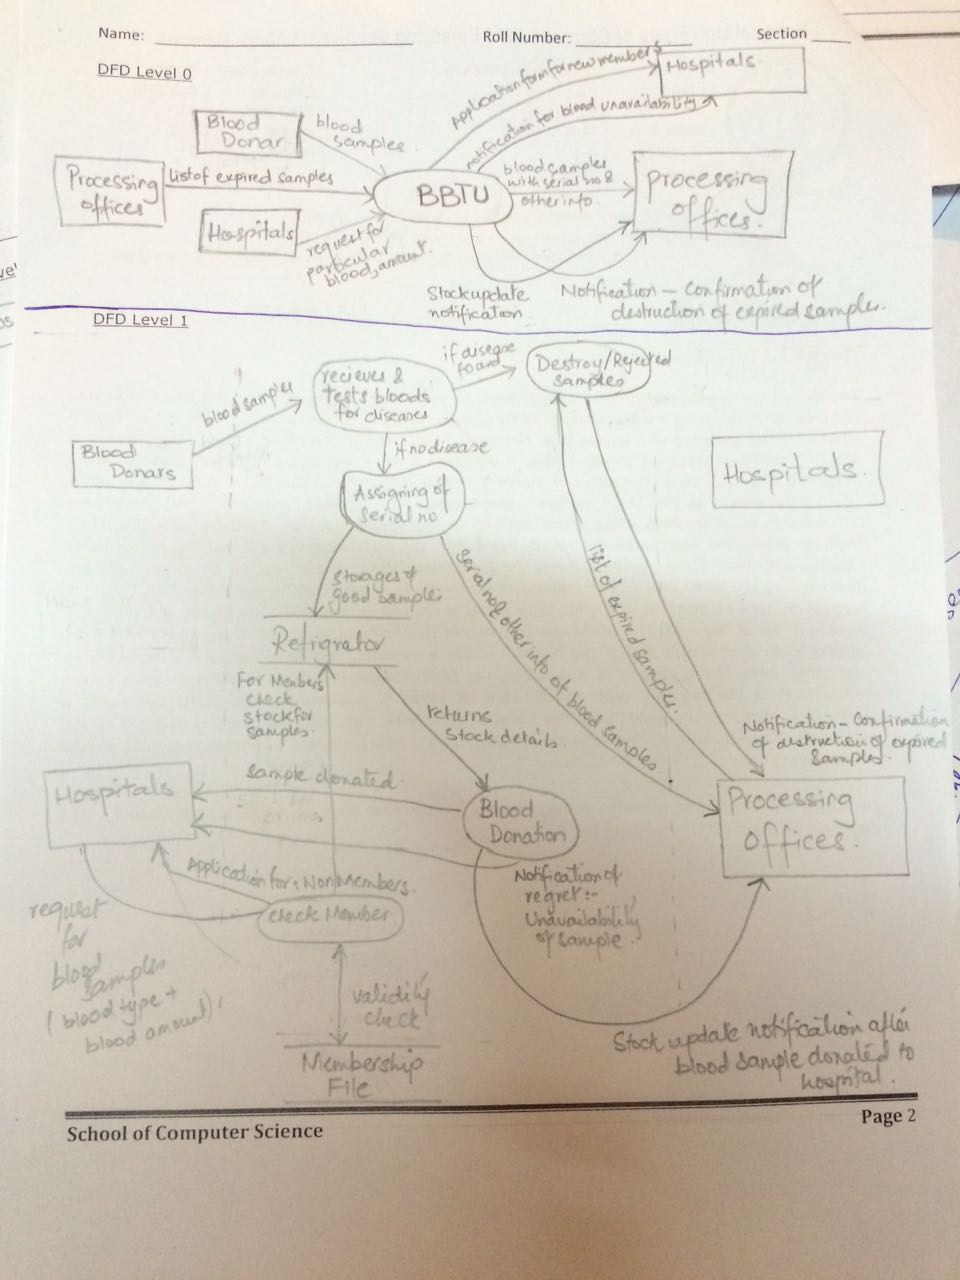 Name:
Roll Number:
Section
DFD Level 0
Application form for new members
Hospitals.
Blood
Donar
blood
samples
notification for blood unavailability
Processing
offices
list of expired samples
BBTU
blood samples
with serial no &
other info.
Processing
offices.
Hospitals
request for
particular
blood, amount.
Stock update
notification
Notification – Confirmation of
destruction of expired samples.
DFD Level 1
blood samples
recieves &
tests bloods
for diseases
if disease
found
Destroy/Rejected
samples
Blood
Donars
if no disease
Hospitals.
Assigning of
serial no
storages of
good samples
serial no & other info of blood samples
list of expired samples.
Refrigrator
For Members
check
stock for
samples.
returns
stock details.
Notification – Confirmation
of destruction of expired
samples.
Hospitals
sample donated.
Blood
Donation
Processing
offices.
Application for Non Members.
Notification of
regret:-
Unavailability
of sample.
request
for
blood
samples
(blood type +
blood amount)
check Member
validity
check
Stock update notification after
blood sample donated to
hospital.
Membership
File
School of Computer Science
Page 2